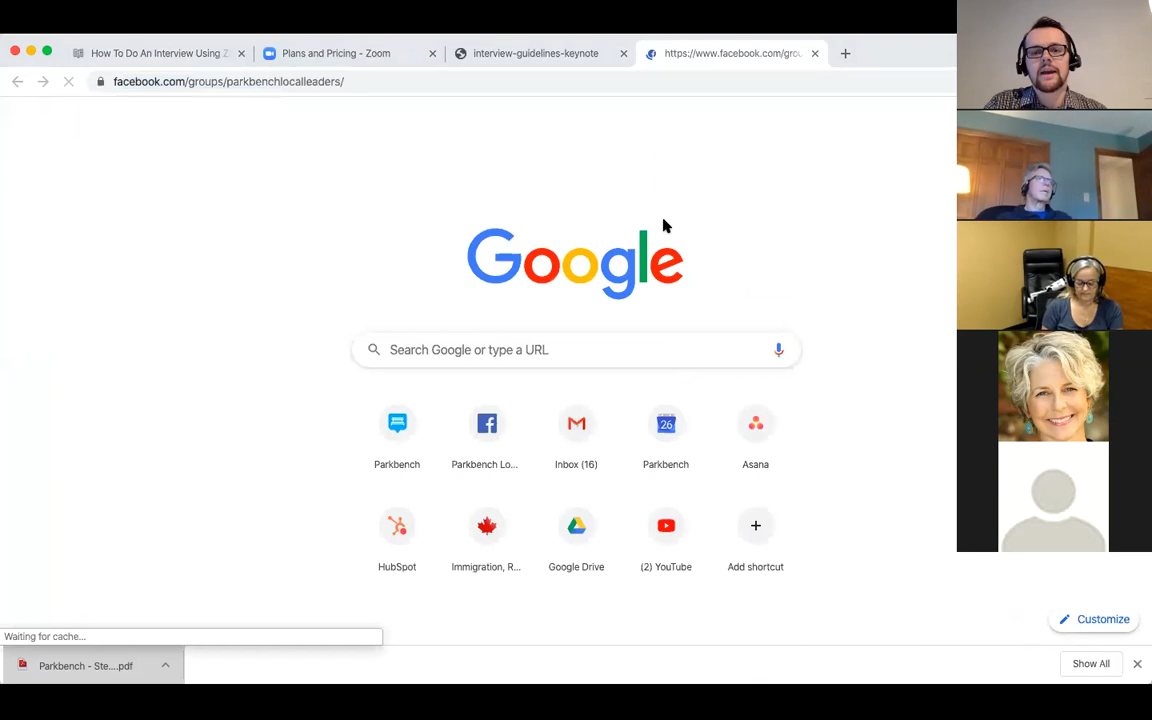 How To Do An Interview Using Z
Plans and Pricing - Zoom
interview-guidelines-keynote
https://www.facebook.com/grou
facebook.com/groups/parkbenchlocalleaders/
Google
Search Google or type a URL
26
Parkbench
Parkbench Lo...
Inbox (16)
Parkbench
Asana
HubSpot
Immigration, R...
Google Drive
(2) YouTube
Add shortcut
Customize
Waiting for cache...
Parkbench - Ste....pdf
Show All